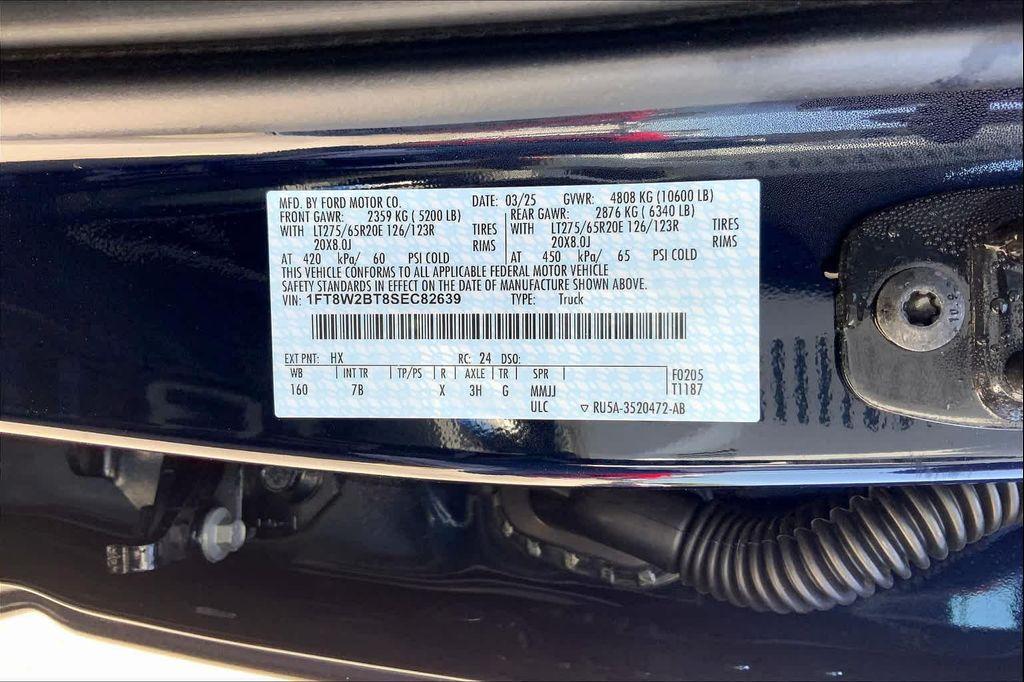 MFD. BY FORD MOTOR CO. DATE: 03/25 GVWR: 4808 KG (10600 LB)
FRONT GAWR: 2359 KG ( 5200 LB) REAR GAWR: 2876 KG ( 6340 LB)
WITH LT275/65R20E 126/123R TIRES WITH LT275/65R20E 126/123R TIRES
20X8.0J RIMS 20X8.0J RIMS
AT 420 kPa/ 60 PSI COLD AT 450 kPa/ 65 PSI COLD
THIS VEHICLE CONFORMS TO ALL APPLICABLE FEDERAL MOTOR VEHICLE
SAFETY STANDARDS IN EFFECT ON THE DATE OF MANUFACTURE SHOWN ABOVE.
VIN: 1FT8W2BT8SEC82639 TYPE: Truck
EXT PNT: HX RC: 24 DSO:
WB INT TR TP/PS R AXLE TR SPR F0205
160 7B X 3H G MMJJ T1187
ULC ▽ RU5A-3520472-AB
10.9